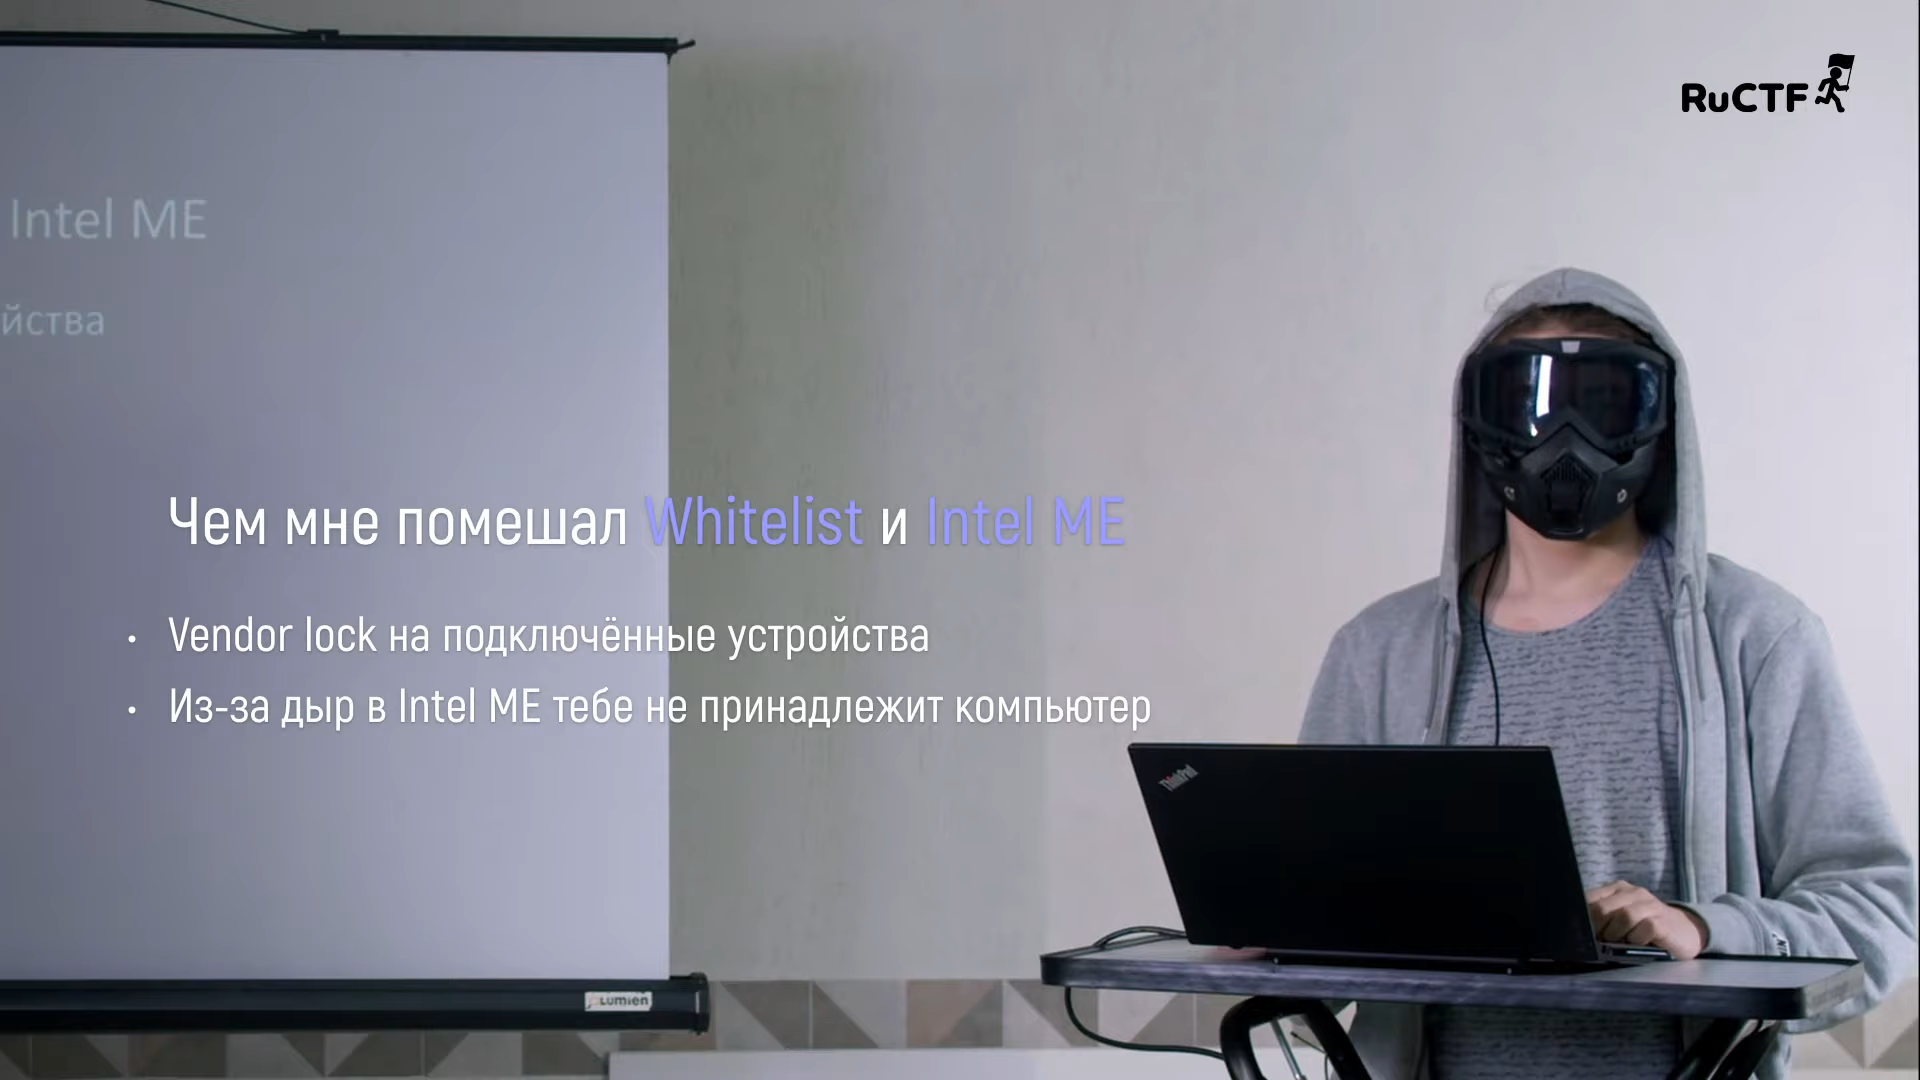 RuCTF
Intel ME
йства
Чем мне помешал Whitelist и Intel ME
• Vendor lock на подключённые устройства
• Из-за дыр в Intel ME тебе не принадлежит компьютер
ThinkPad
Lumien